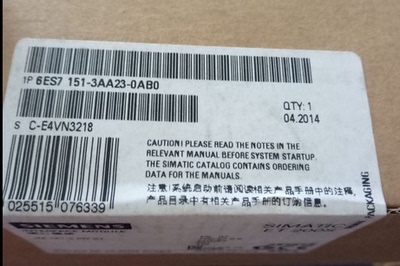 1P 6ES7 151-3AA23-0AB0
QTY: 1
04.2014
S C-E4VN3218
CAUTION! PLEASE READ THE NOTES IN THE
RELEVANT MANUAL BEFORE SYSTEM STARTUP.
THE SIMATIC CATALOG CONTAINS ORDERING
DATA FOR THE MANUALS.
注意!系统启动前请阅读相关产品手册中的注释,
产品目录中有相关产品手册的订购信息。
025515 076339
PACKAGING
SIEMENS
SIMATIC